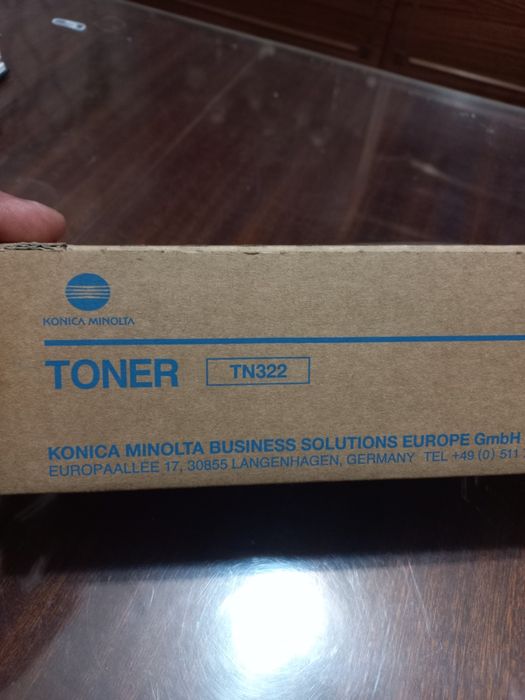 KONICA MINOLTA
TONER TN322
KONICA MINOLTA BUSINESS SOLUTIONS EUROPE GmbH
EUROPAALLEE 17, 30855 LANGENHAGEN, GERMANY TEL +49 (0) 511